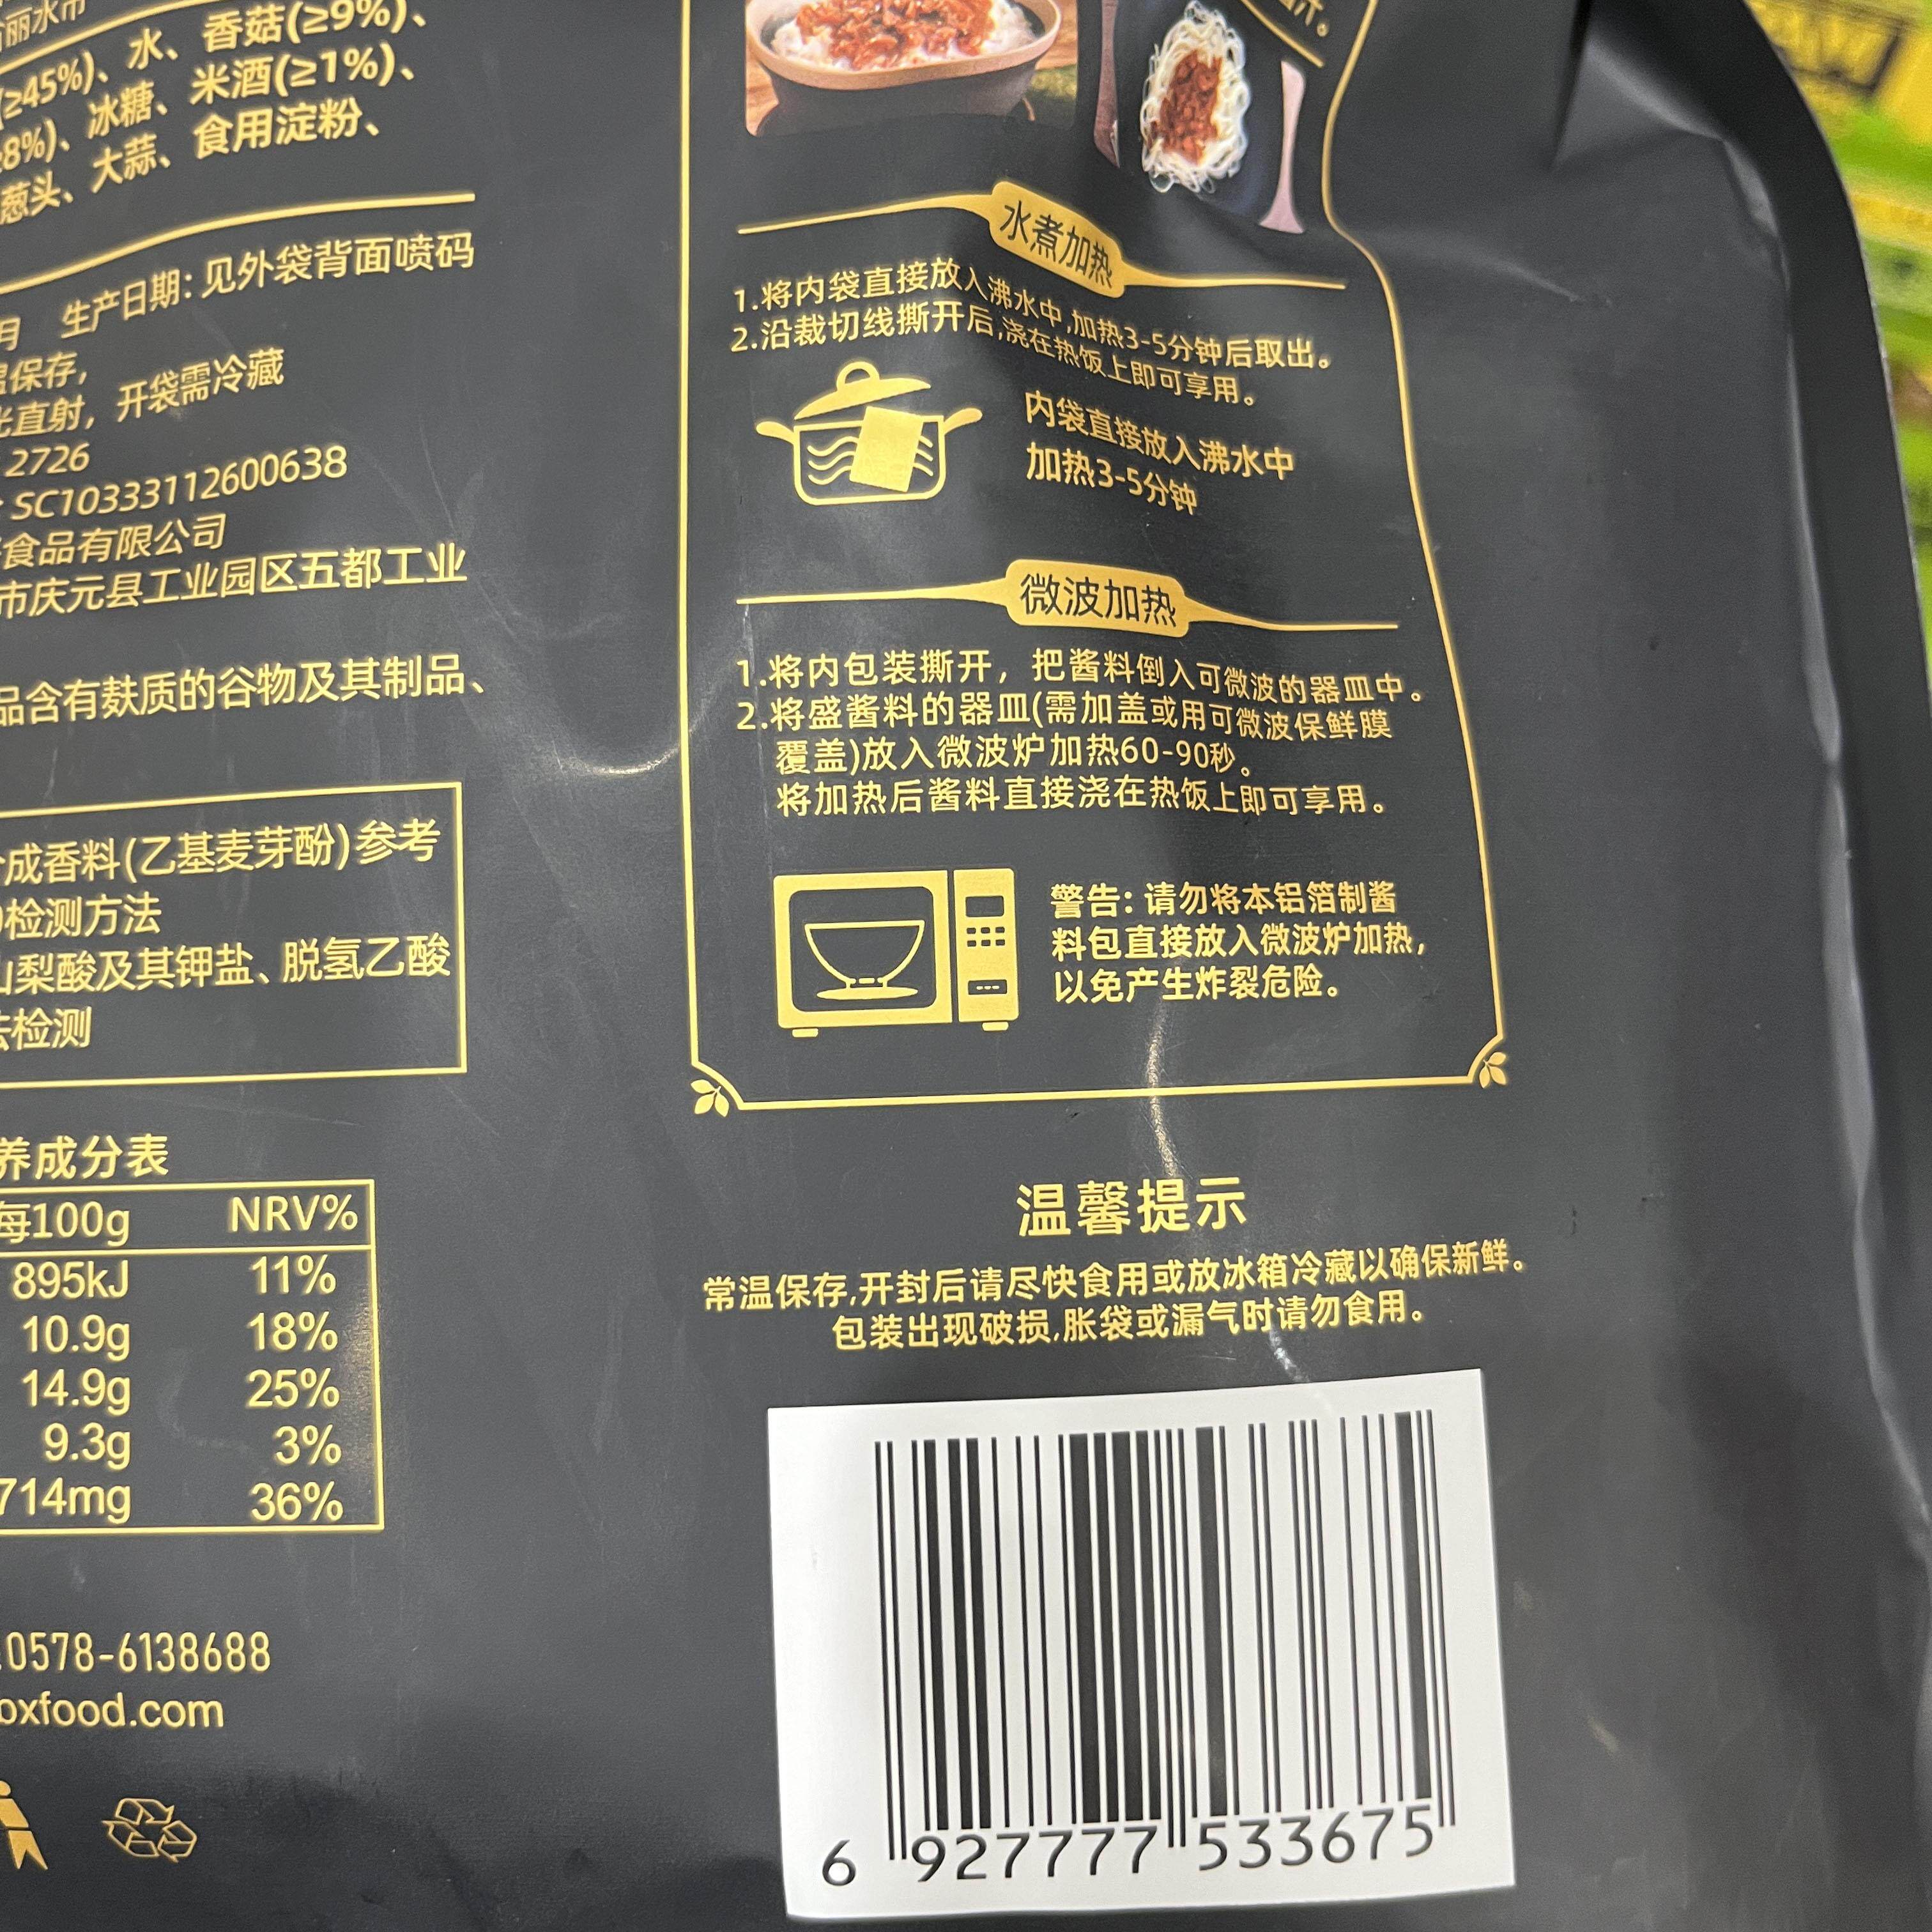 丽水市
(≥45%)、水、香菇(≥9%)、
8%)、冰糖、米酒(≥1%)、
葱头、大蒜、食用淀粉、
月 生产日期: 见外袋背面喷码
保存,
直射, 开袋需冷藏
2726
SC10333112600638
食品有限公司
市庆元县工业园区五都工业
品含有麸质的谷物及其制品、
成香料(乙基麦芽酚)参考
检测方法
山梨酸及其钾盐、脱氢乙酸
检测
养成分表
每100g NRV%
895kJ 11%
10.9g 18%
14.9g 25%
9.3g 3%
714mg 36%
0578-6138688
oxfood.com
汁。
水煮加热
1.将内袋直接放入沸水中,加热3-5分钟后取出。
2.沿裁切线撕开后,浇在热饭上即可享用。
内袋直接放入沸水中
加热3-5分钟
微波加热
1.将内包装撕开，把酱料倒入可微波的器皿中。
2.将盛酱料的器皿(需加盖或用可微波保鲜膜
覆盖)放入微波炉加热60-90秒。
将加热后酱料直接浇在热饭上即可享用。
警告: 请勿将本铝箔制酱
料包直接放入微波炉加热,
以免产生炸裂危险。
温馨提示
常温保存,开封后请尽快食用或放冰箱冷藏以确保新鲜。
包装出现破损,胀袋或漏气时请勿食用。
6 927777 533675